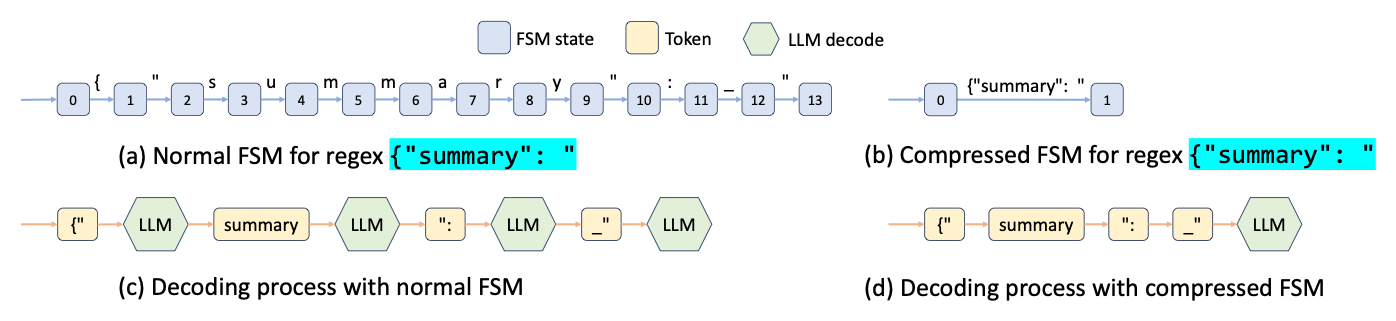 FSM state Token LLM decode
{ " s u m m a r y " : _ " {"summary": "
0 1 2 3 4 5 6 7 8 9 10 11 12 13 0 1
(a) Normal FSM for regex {"summary": " (b) Compressed FSM for regex {"summary": "
{" LLM summary LLM ": LLM _" LLM {" summary ": _" LLM
(c) Decoding process with normal FSM (d) Decoding process with compressed FSM